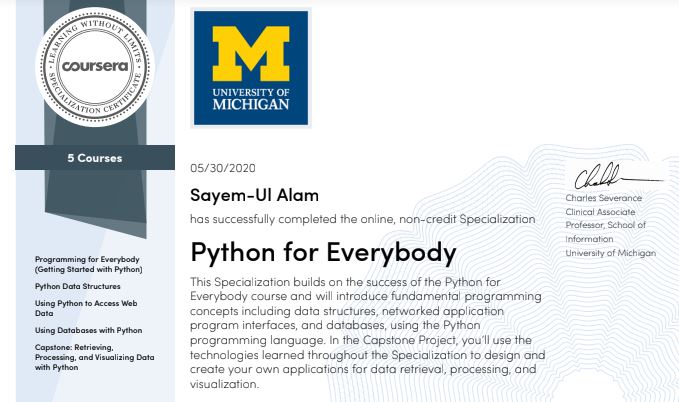 LEARNING WITHOUT LIMITS
coursera
SPECIALIZATION CERTIFICATE
5 Courses
Programming for Everybody
(Getting Started with Python)
Python Data Structures
Using Python to Access Web
Data
Using Databases with Python
Capstone: Retrieving,
Processing, and Visualizing Data
with Python
M
UNIVERSITY OF
MICHIGAN
05/30/2020
Sayem-Ul Alam
has successfully completed the online, non-credit Specialization
Python for Everybody
This Specialization builds on the success of the Python for
Everybody course and will introduce fundamental programming
concepts including data structures, networked application
program interfaces, and databases, using the Python
programming language. In the Capstone Project, you'll use the
technologies learned throughout the Specialization to design and
create your own applications for data retrieval, processing, and
visualization.
Charles Severance
Clinical Associate
Professor, School of
Information
University of Michigan